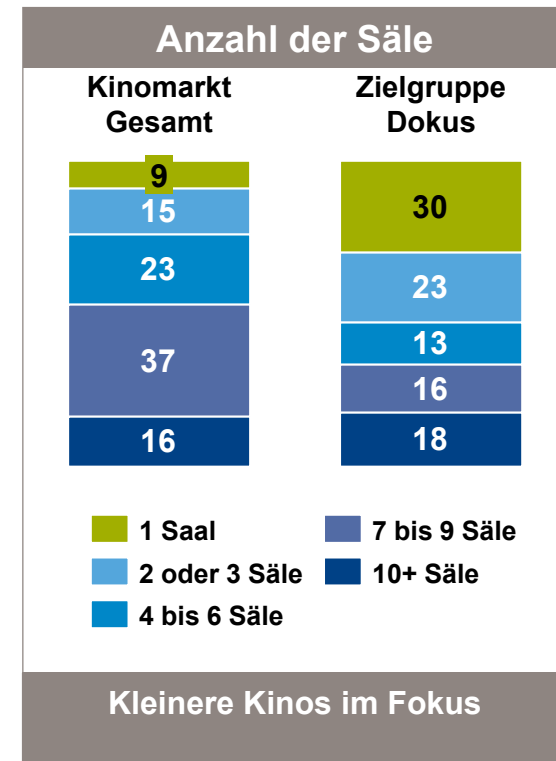 Anzahl der Säle
Kinomarkt
Gesamt
Zielgruppe
Dokus
9
15
23
37
16
30
23
13
16
18
1 Saal
2 oder 3 Säle
4 bis 6 Säle
7 bis 9 Säle
10+ Säle
Kleinere Kinos im Fokus